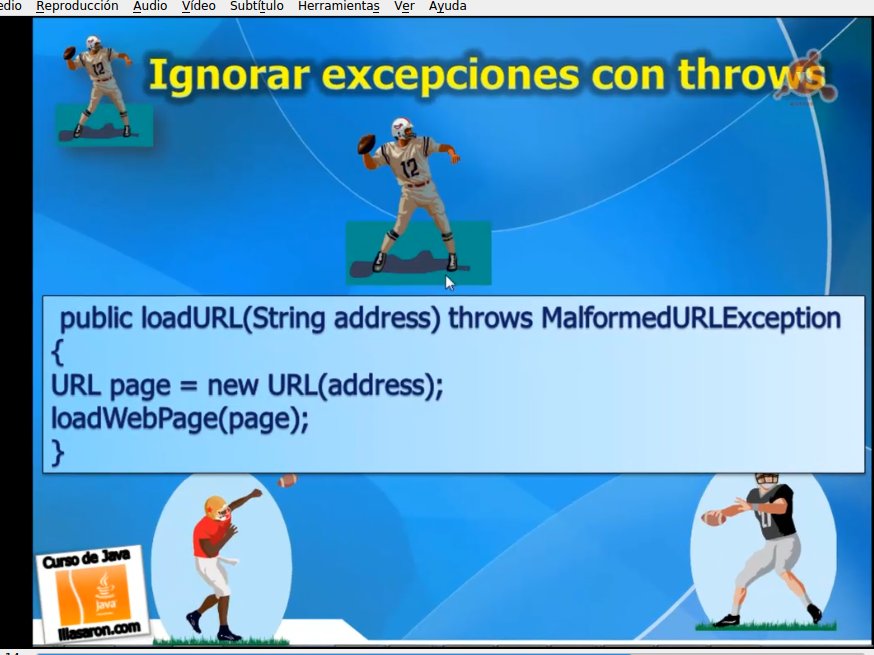 edio Reproducción Audio Vídeo Subtítulo Herramientas Ver Ayuda
Ignorar excepciones con throws
12
12
public loadURL(String address) throws MalformedURLException
{
URL page = new URL(address);
loadWebPage(page);
}
Curso de Java
java
illasaron.com